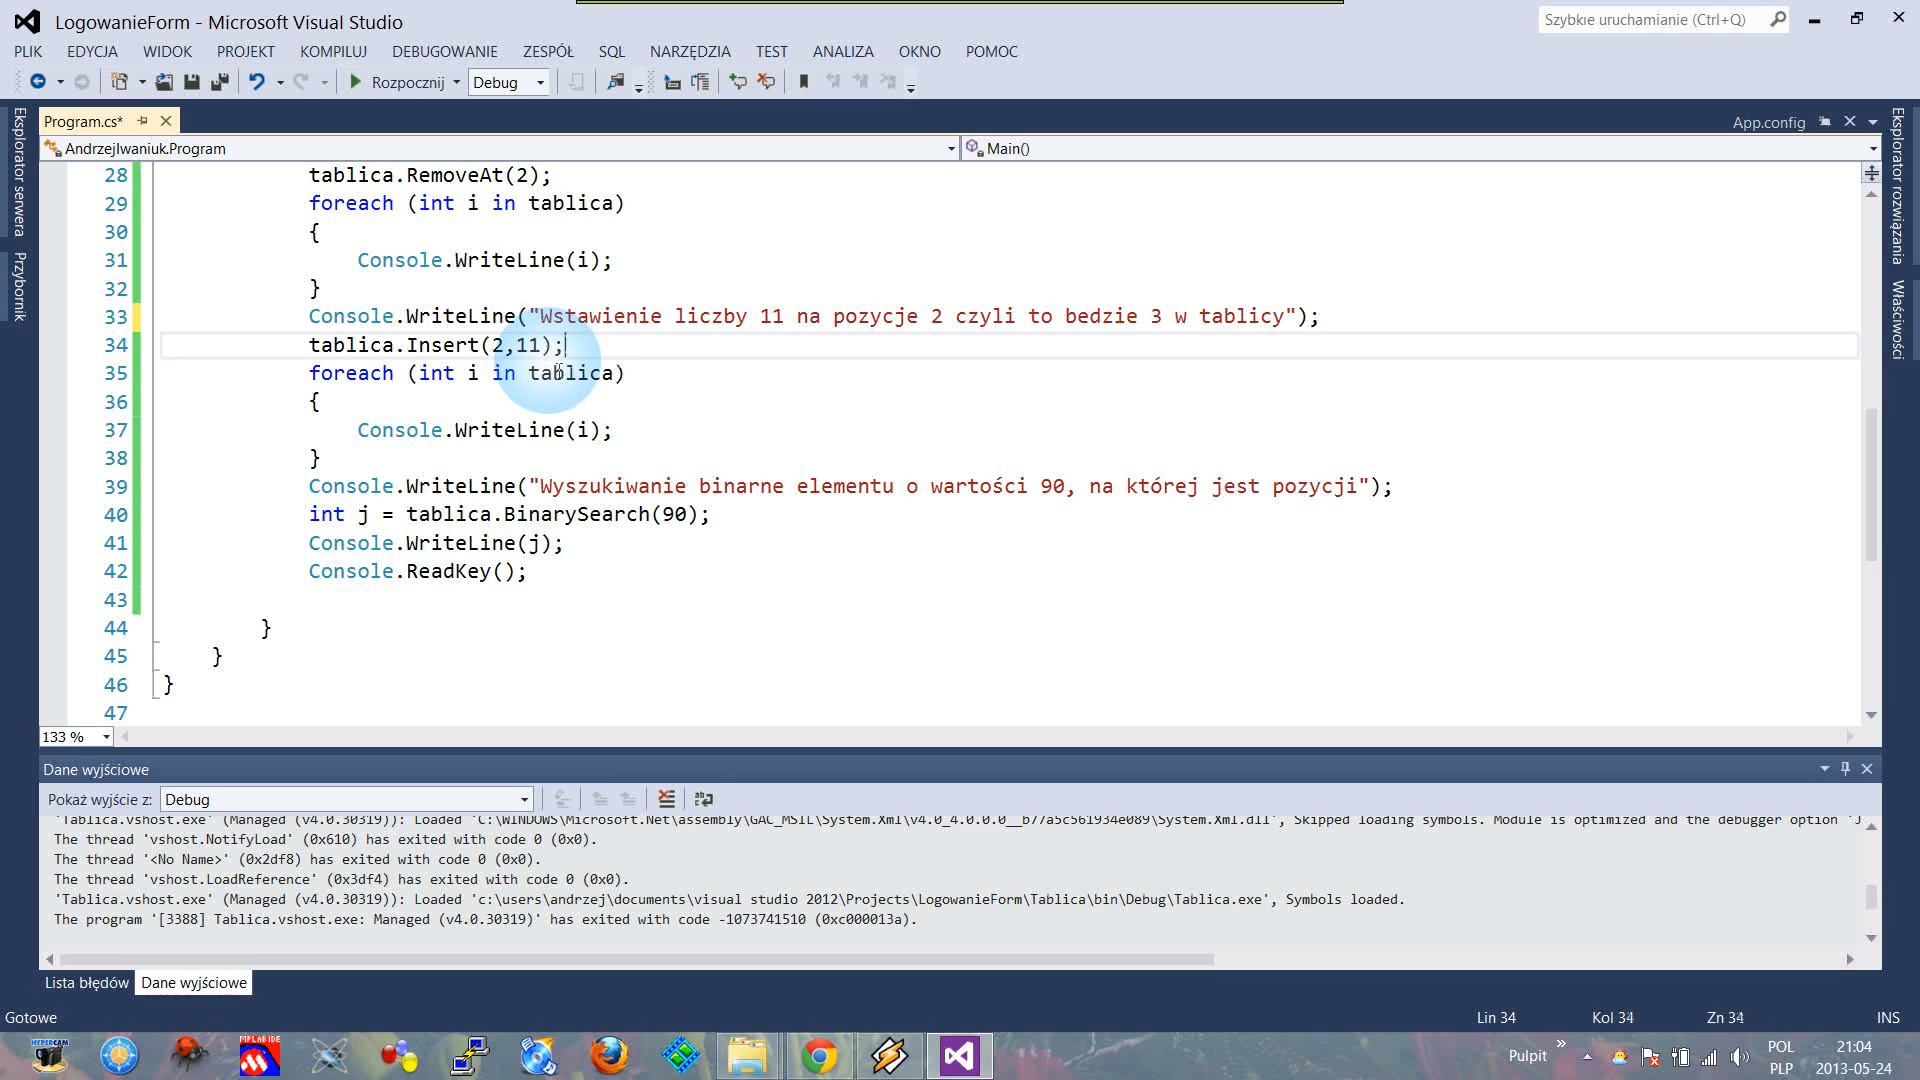 LogowanieForm - Microsoft Visual Studio
Szybkie uruchamianie (Ctrl+Q)
PLIK EDYCJA WIDOK PROJEKT KOMPILUJ DEBUGOWANIE ZESPÓŁ SQL NARZĘDZIA TEST ANALIZA OKNO POMOC
Rozpocznij Debug
Eksplorator serwera
Przybornik
Program.cs*
App.config
AndrzejIwaniuk.Program
Main()
28 tablica.RemoveAt(2);
29 foreach (int i in tablica)
30 {
31 Console.WriteLine(i);
32 }
33 Console.WriteLine("Wstawienie liczby 11 na pozycje 2 czyli to bedzie 3 w tablicy");
34 tablica.Insert(2,11);
35 foreach (int i in tablica)
36 {
37 Console.WriteLine(i);
38 }
39 Console.WriteLine("Wyszukiwanie binarne elementu o wartości 90, na której jest pozycji");
40 int j = tablica.BinarySearch(90);
41 Console.WriteLine(j);
42 Console.ReadKey();
43
44 }
45 }
46 }
47
133 %
Eksplorator rozwiązania
Właściwości
Dane wyjściowe
Pokaż wyjście z: Debug
'Tablica.vshost.exe' (Managed (v4.0.30319)): Loaded 'C:\WINDOWS\Microsoft.Net\assembly\GAC_MSIL\System.Xml\v4.0_4.0.0.0__b77a5c561934e089\System.Xml.dll', Skipped loading symbols. Module is optimized and the debugger option 'J
The thread 'vshost.NotifyLoad' (0x610) has exited with code 0 (0x0).
The thread '<No Name>' (0x2df8) has exited with code 0 (0x0).
The thread 'vshost.LoadReference' (0x3df4) has exited with code 0 (0x0).
'Tablica.vshost.exe' (Managed (v4.0.30319)): Loaded 'c:\users\andrzej\documents\visual studio 2012\Projects\LogowanieForm\Tablica\bin\Debug\Tablica.exe', Symbols loaded.
The program '[3388] Tablica.vshost.exe: Managed (v4.0.30319)' has exited with code -1073741510 (0xc000013a).
Lista błędów Dane wyjściowe
Gotowe
Lin 34 Kol 34 Zn 34 INS
HYPERCAM
MPLAB IDE
Pulpit
POL
PLP
21:04
2013-05-24